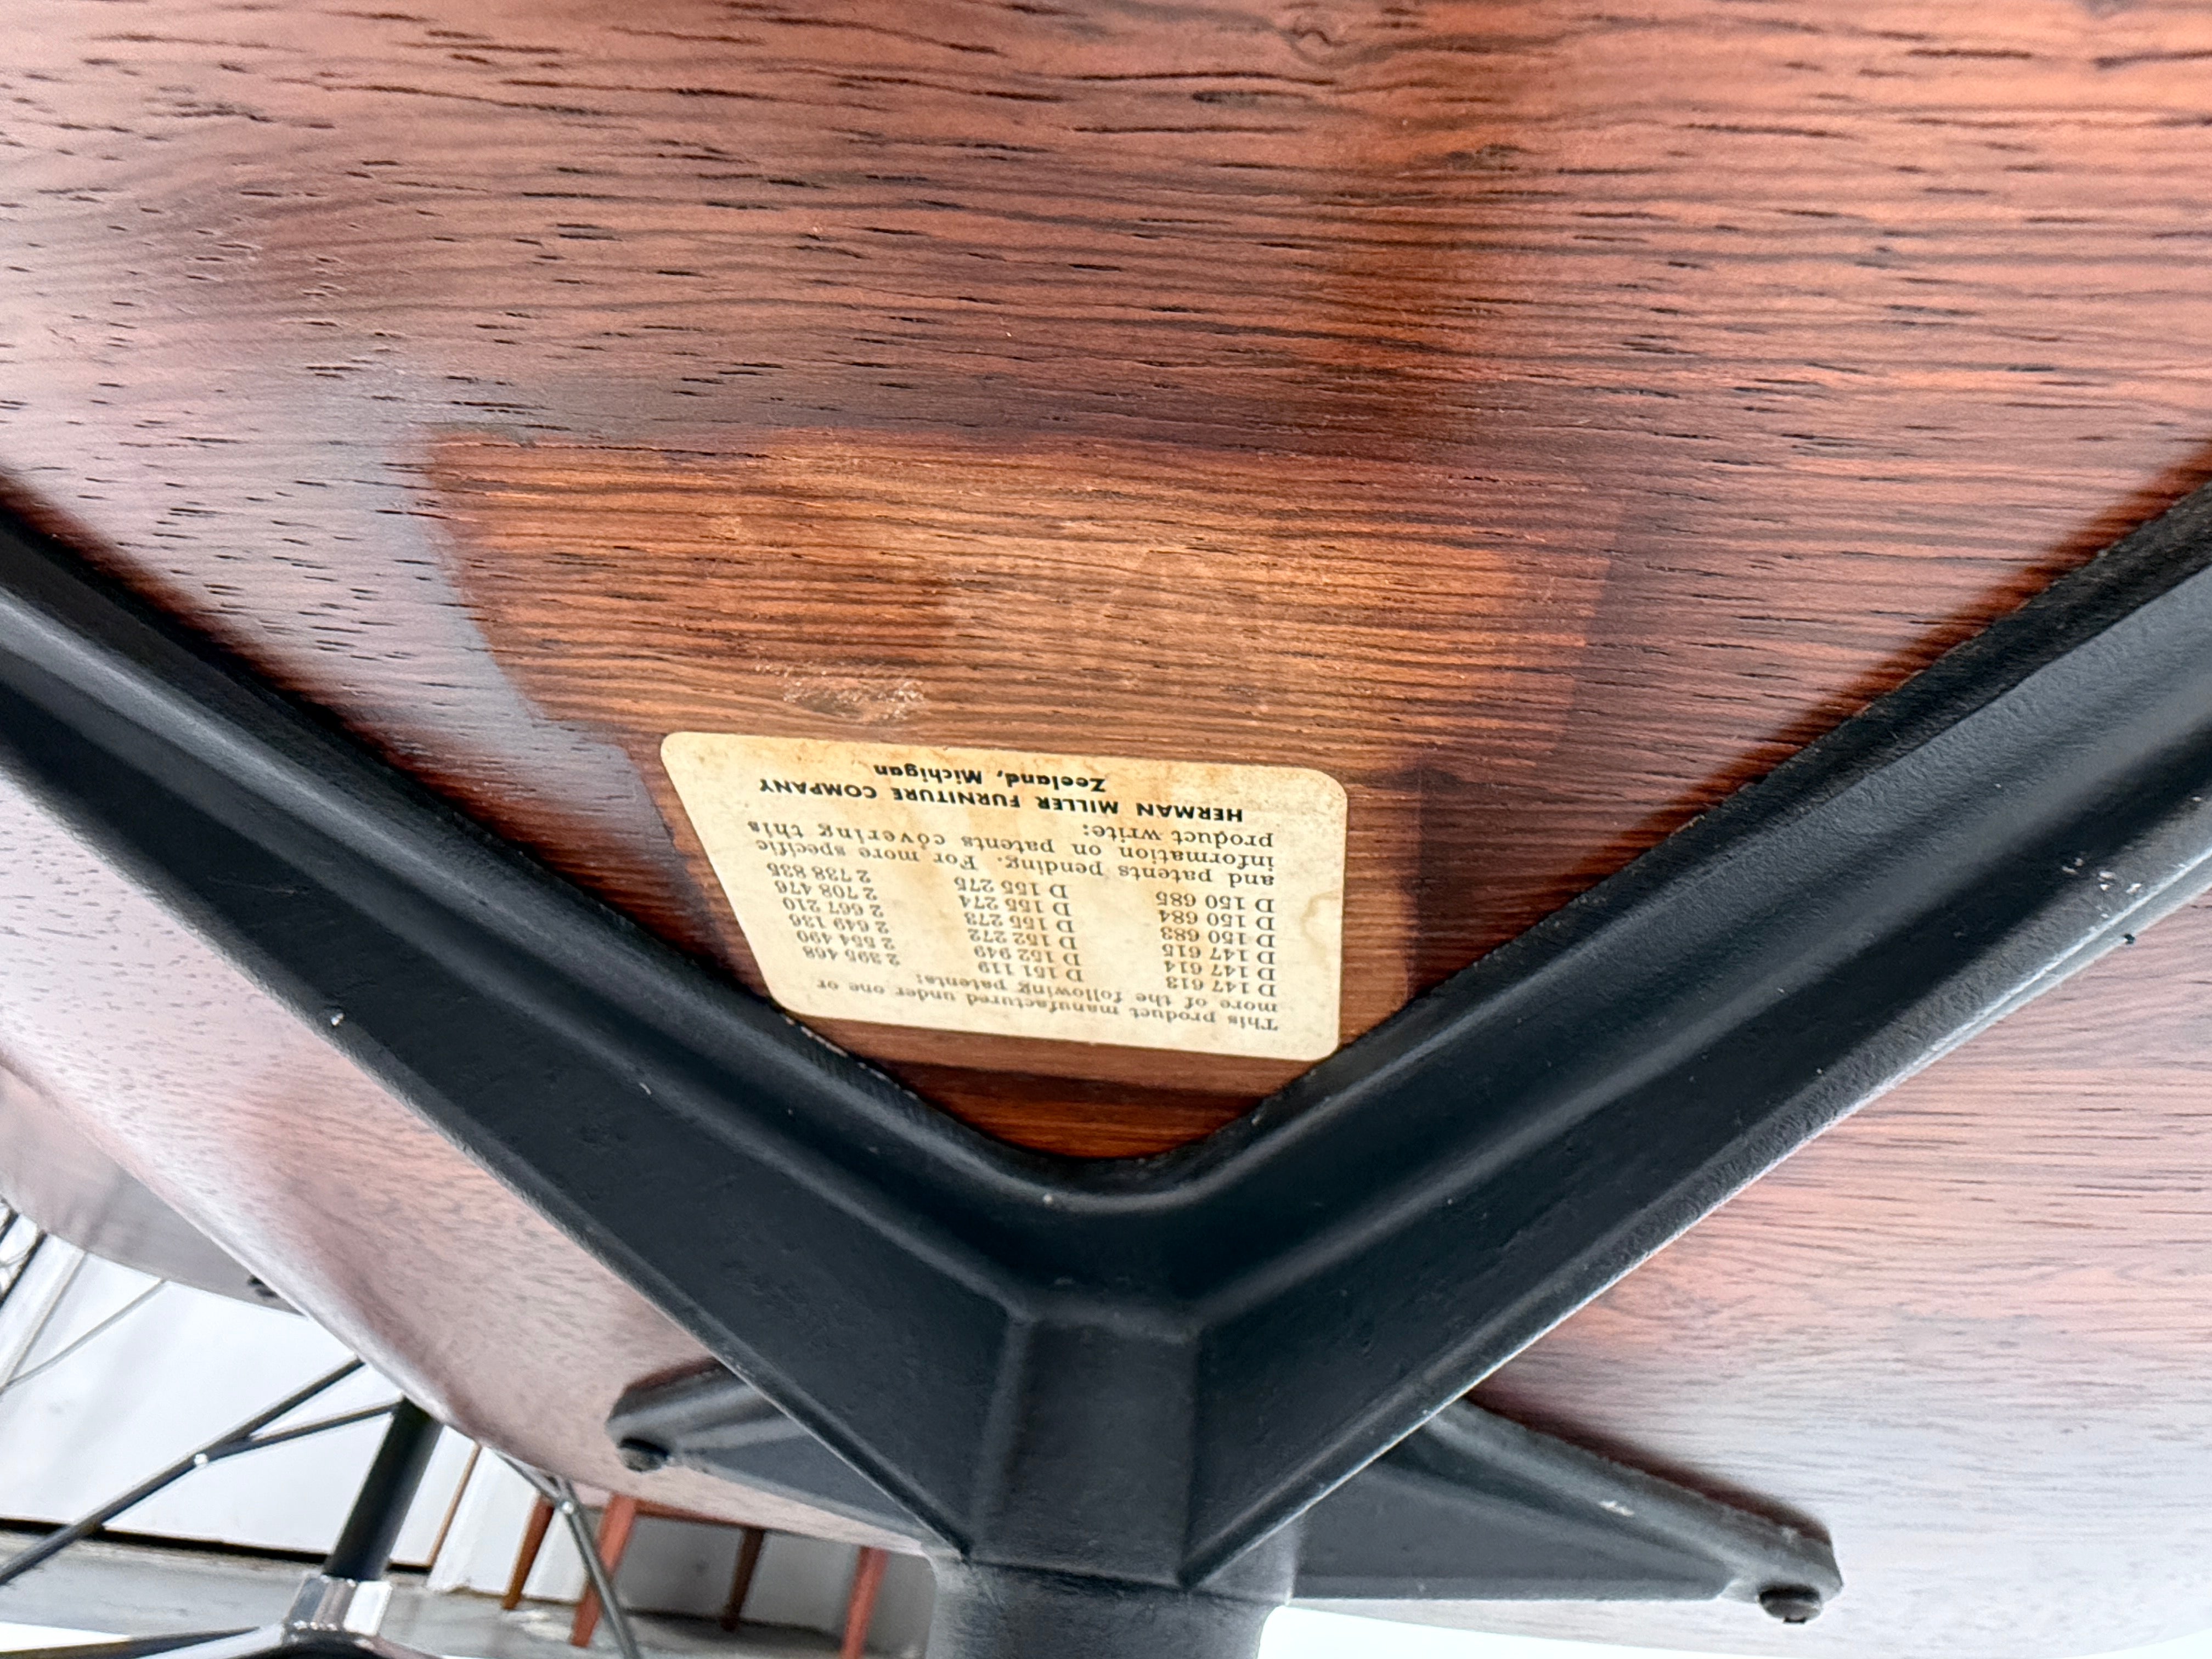 This product manufactured under one or
more of the following patents:
D 147 613 D 151 119 2 395 468
D 147 614 D 152 949 2 554 490
D 147 615 D 152 272 2 649 136
D 150 683 D 155 273 2 667 210
D 150 684 D 155 274 2 708 476
D 150 685 D 155 275 2 738 835
and patents pending. For more specific
information on patents covering this
product write:
HERMAN MILLER FURNITURE COMPANY
Zeeland, Michigan